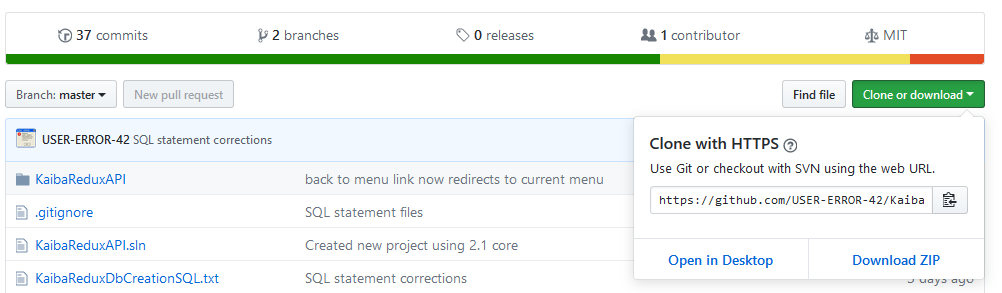 37 commits 2 branches 0 releases 1 contributor MIT
Branch: master New pull request Find file Clone or download
USER-ERROR-42 SQL statement corrections
KaibaReduxAPI back to menu link now redirects to current menu
.gitignore SQL statement files
KaibaReduxAPI.sln Created new project using 2.1 core
KaibaReduxDbCreationSQL.txt SQL statement corrections
Clone with HTTPS ?
Use Git or checkout with SVN using the web URL.
https://github.com/USER-ERROR-42/Kaiba
Open in Desktop Download ZIP
days ago